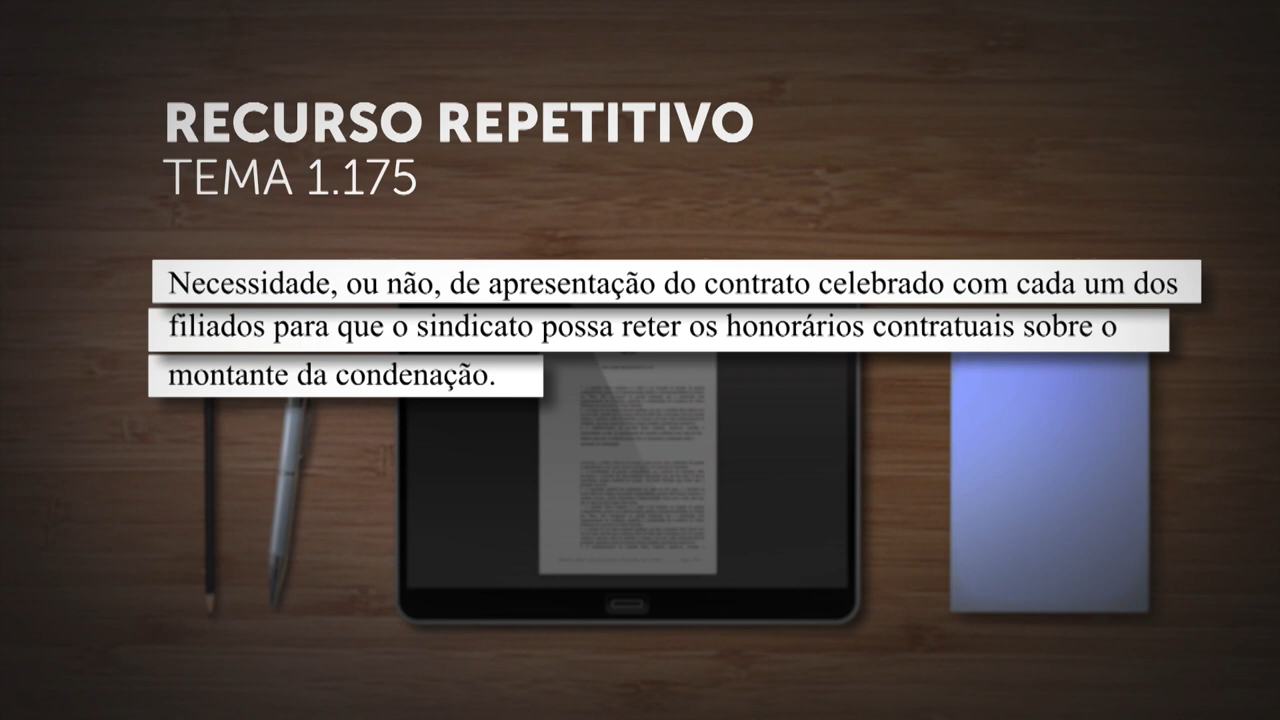 RECURSO REPETITIVO
TEMA 1.175
Necessidade, ou não, de apresentação do contrato celebrado com cada um dos
filiados para que o sindicato possa reter os honorários contratuais sobre o
montante da condenação.